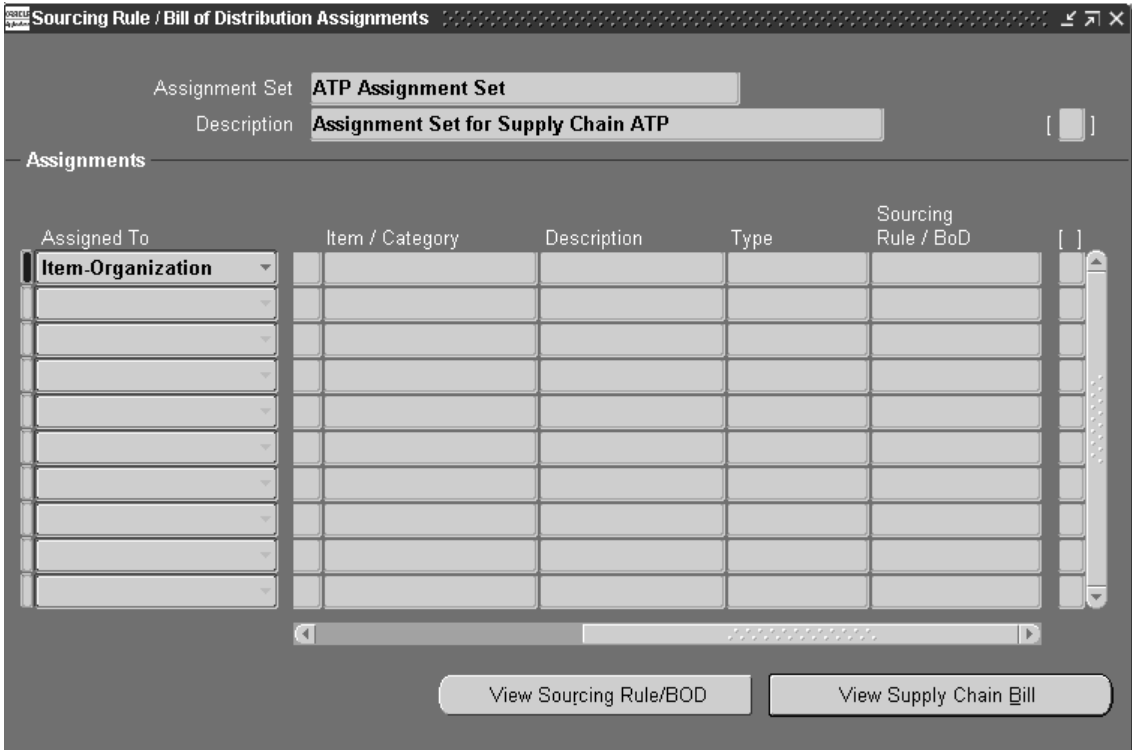 Sourcing Rule / Bill of Distribution Assignments
Assignment Set ATP Assignment Set
Description Assignment Set for Supply Chain ATP [ ]
Assignments
Sourcing
Assigned To Item / Category Description Type Rule / BoD [ ]
Item-Organization
View Sourcing Rule/BOD View Supply Chain Bill